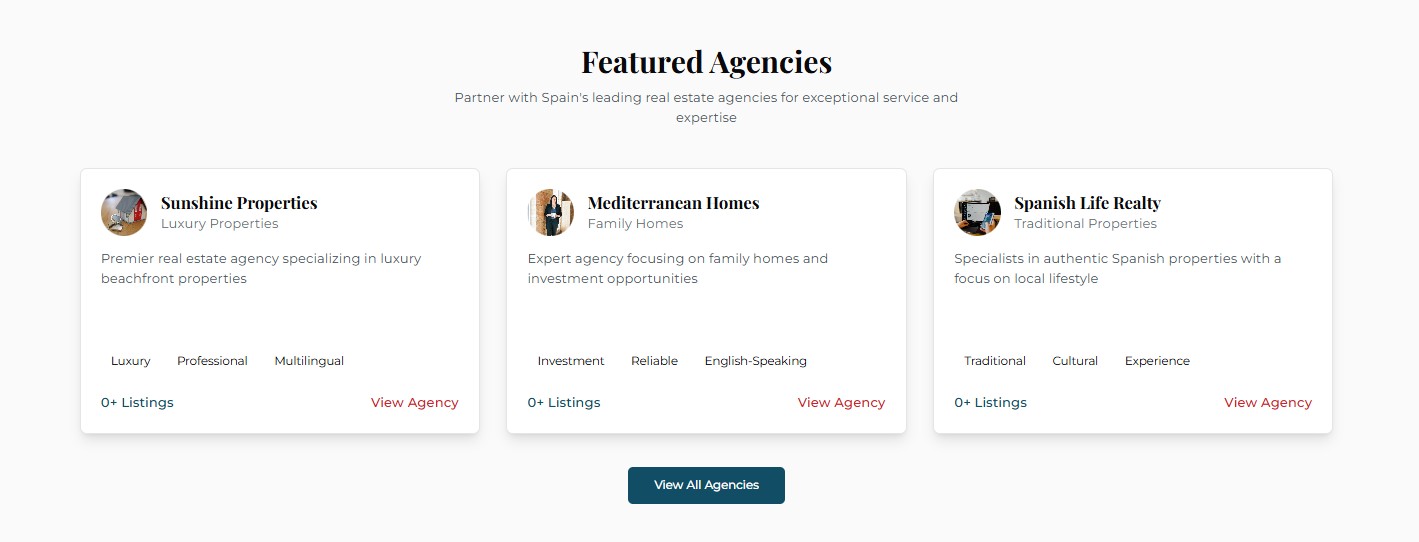 Featured Agencies
Partner with Spain's leading real estate agencies for exceptional service and
expertise
Sunshine Properties
Luxury Properties
Premier real estate agency specializing in luxury
beachfront properties
Luxury Professional Multilingual
0+ Listings View Agency
Mediterranean Homes
Family Homes
Expert agency focusing on family homes and
investment opportunities
Investment Reliable English-Speaking
0+ Listings View Agency
Spanish Life Realty
Traditional Properties
Specialists in authentic Spanish properties with a
focus on local lifestyle
Traditional Cultural Experience
0+ Listings View Agency
View All Agencies